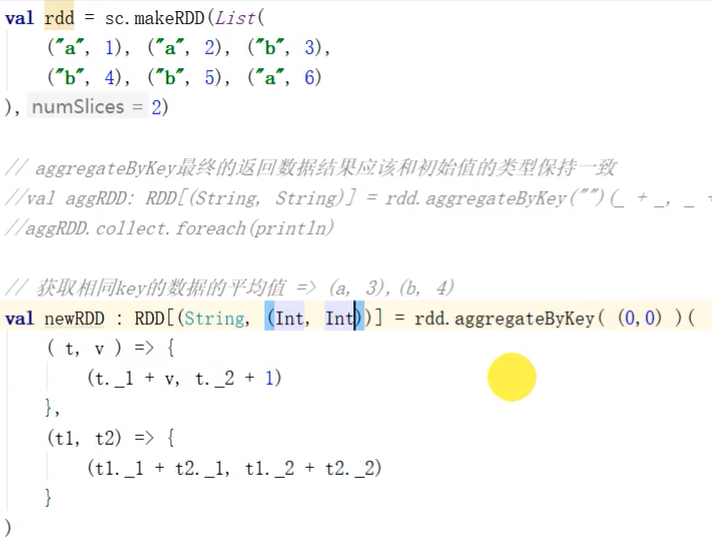 val rdd = sc.makeRDD(List(
("a", 1), ("a", 2), ("b", 3),
("b", 4), ("b", 5), ("a", 6)
), numSlices = 2)
// aggregateByKey最终的返回数据结果应该和初始值的类型保持一致
//val aggRDD: RDD[(String, String)] = rdd.aggregateByKey("")(_ + _, _
//aggRDD.collect.foreach(println)
// 获取相同key的数据的平均值 => (a, 3),(b, 4)
val newRDD : RDD[(String, (Int, Int))] = rdd.aggregateByKey( (0,0) )(
( t, v ) => {
(t._1 + v, t._2 + 1)
},
(t1, t2) => {
(t1._1 + t2._1, t1._2 + t2._2)
}
)